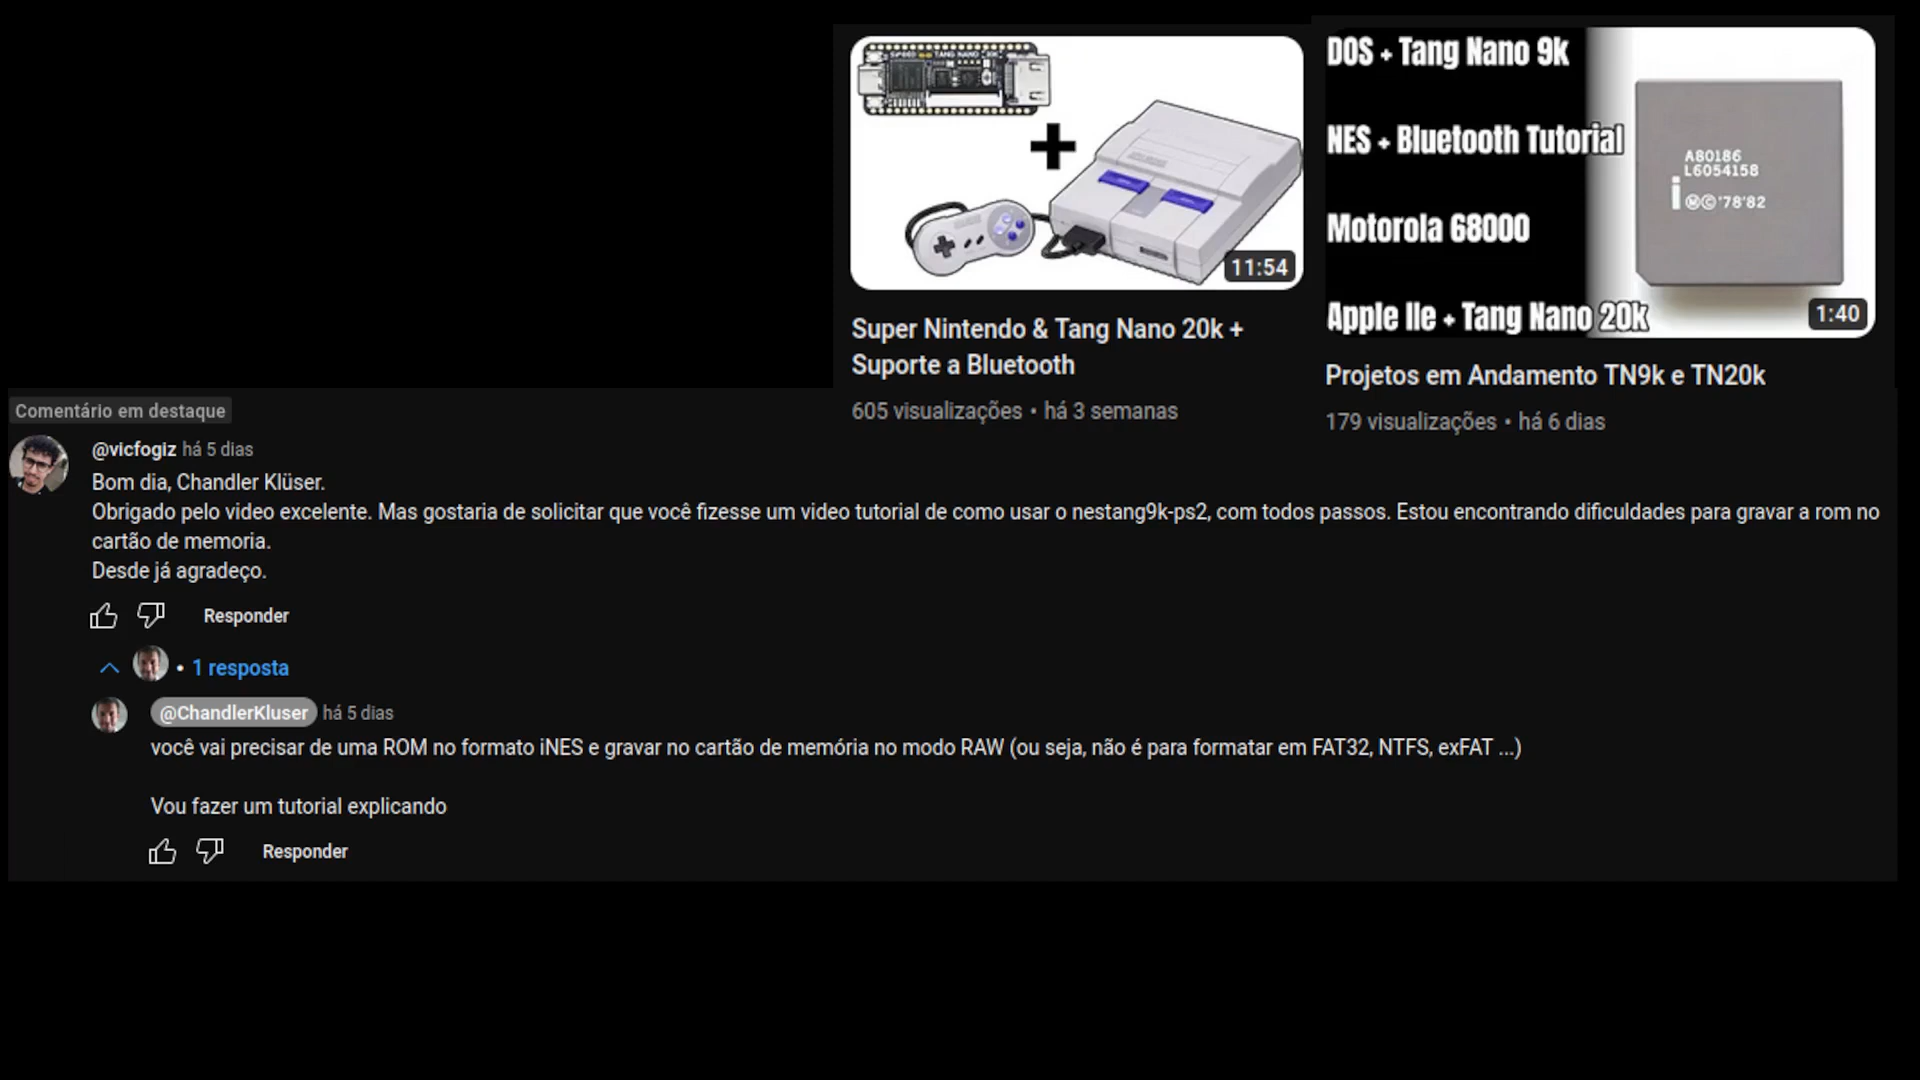 SiPEED TANG NANO 20K
11:54
Super Nintendo & Tang Nano 20k +
Suporte a Bluetooth
605 visualizações • há 3 semanas
DOS + Tang Nano 9k
NES + Bluetooth Tutorial
Motorola 68000
Apple IIe + Tang Nano 20k
A80186
L6054158
i Ⓜ©'78'82
1:40
Projetos em Andamento TN9k e TN20k
179 visualizações • há 6 dias
Comentário em destaque
@vicfogiz há 5 dias
Bom dia, Chandler Klüser.
Obrigado pelo video excelente. Mas gostaria de solicitar que você fizesse um video tutorial de como usar o nestang9k-ps2, com todos passos. Estou encontrando dificuldades para gravar a rom no
cartão de memoria.
Desde já agradeço.
Responder
• 1 resposta
@ChandlerKluser há 5 dias
você vai precisar de uma ROM no formato iNES e gravar no cartão de memória no modo RAW (ou seja, não é para formatar em FAT32, NTFS, exFAT ...)
Vou fazer um tutorial explicando
Responder